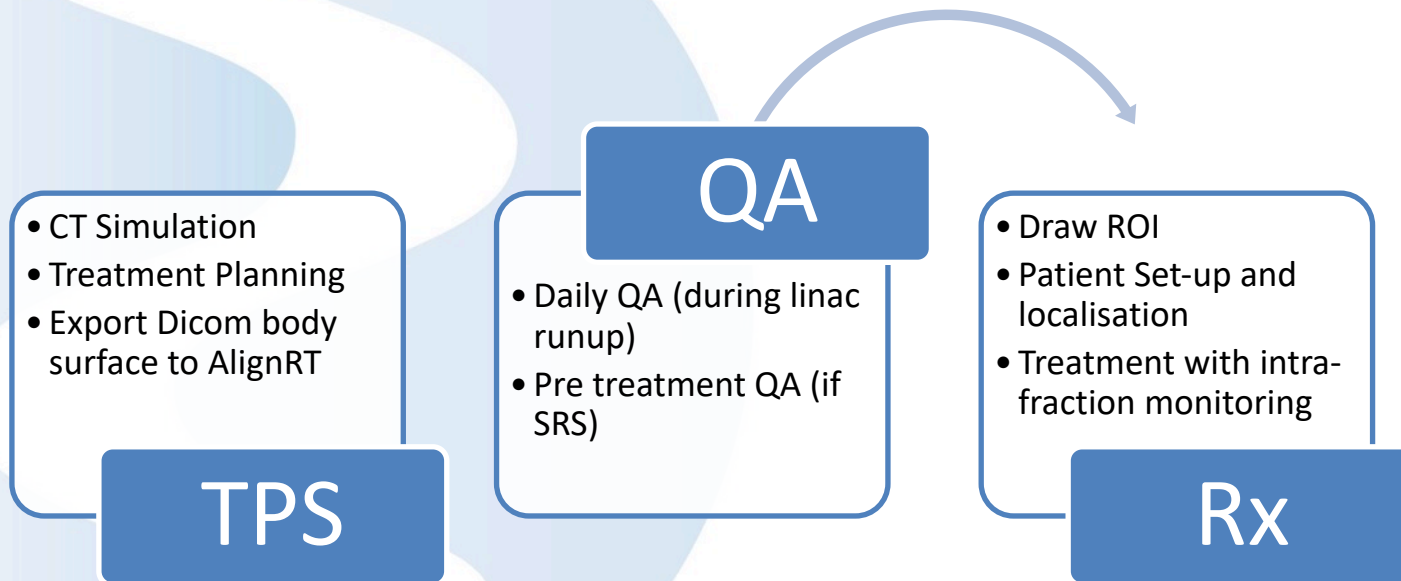 • CT Simulation
• Treatment Planning
• Export Dicom body
surface to AlignRT
TPS
QA
• Daily QA (during linac
runup)
• Pre treatment QA (if
SRS)
• Draw ROI
• Patient Set-up and
localisation
• Treatment with intra-
fraction monitoring
Rx